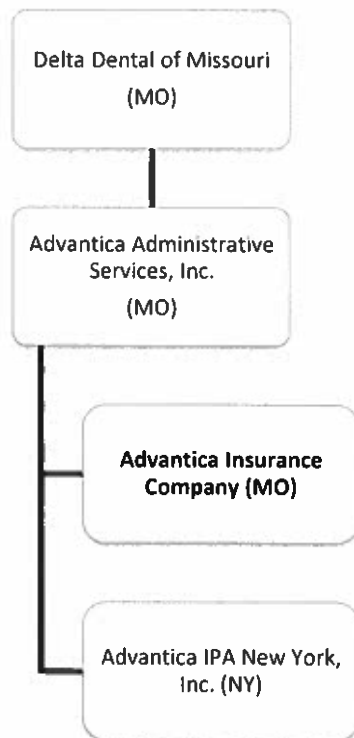 Delta Dental of Missouri
(MO)
Advantica Administrative
Services, Inc.
(MO)
Advantica Insurance
Company (MO)
Advantica IPA New York,
Inc. (NY)